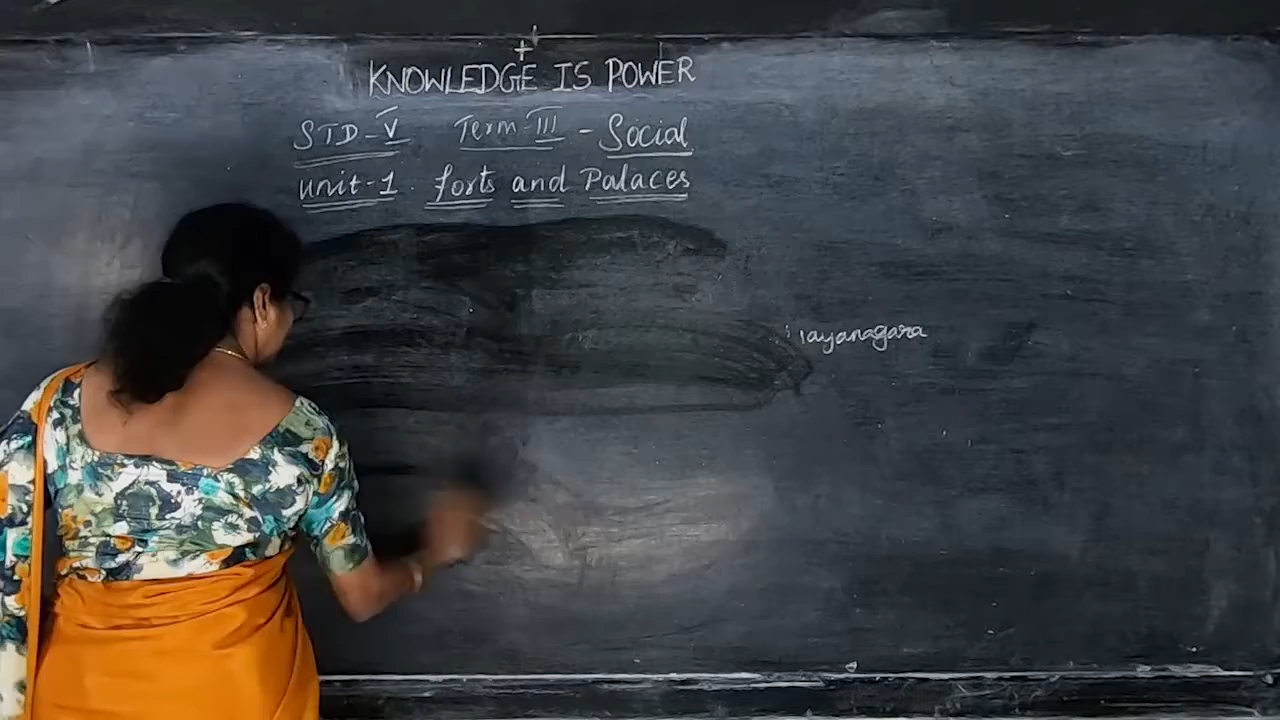 KNOWLEDGE IS POWER
STD-V Term-III - Social
unit-1. forts and Palaces
ayanagara